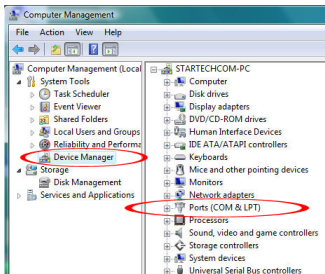 Computer Management
File Action View Help
Computer Management (Local
System Tools
Task Scheduler
Event Viewer
Shared Folders
Local Users and Groups
Reliability and Performa
Device Manager
Storage
Disk Management
Services and Applications
STARTECHCOM-PC
Computer
Disk drives
Display adapters
DVD/CD-ROM drives
Human Interface Devices
IDE ATA/ATAPI controllers
Keyboards
Mice and other pointing devices
Monitors
Network adapters
Ports (COM & LPT)
Processors
Sound, video and game controllers
Storage controllers
System devices
Universal Serial Bus controllers